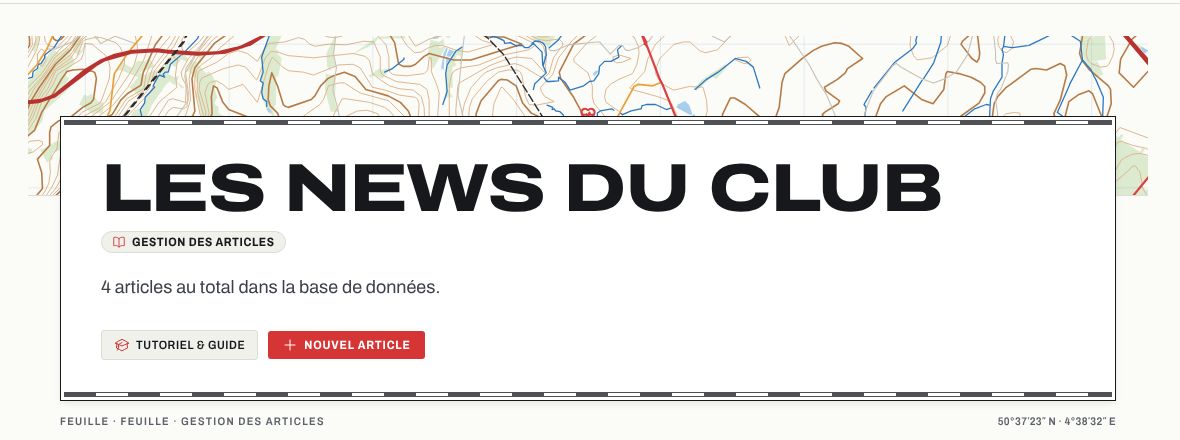 LES NEWS DU CLUB
GESTION DES ARTICLES
4 articles au total dans la base de données.
TUTORIEL & GUIDE
NOUVEL ARTICLE
FEUILLE · FEUILLE · GESTION DES ARTICLES
50°37′23″ N · 4°38′32″ E